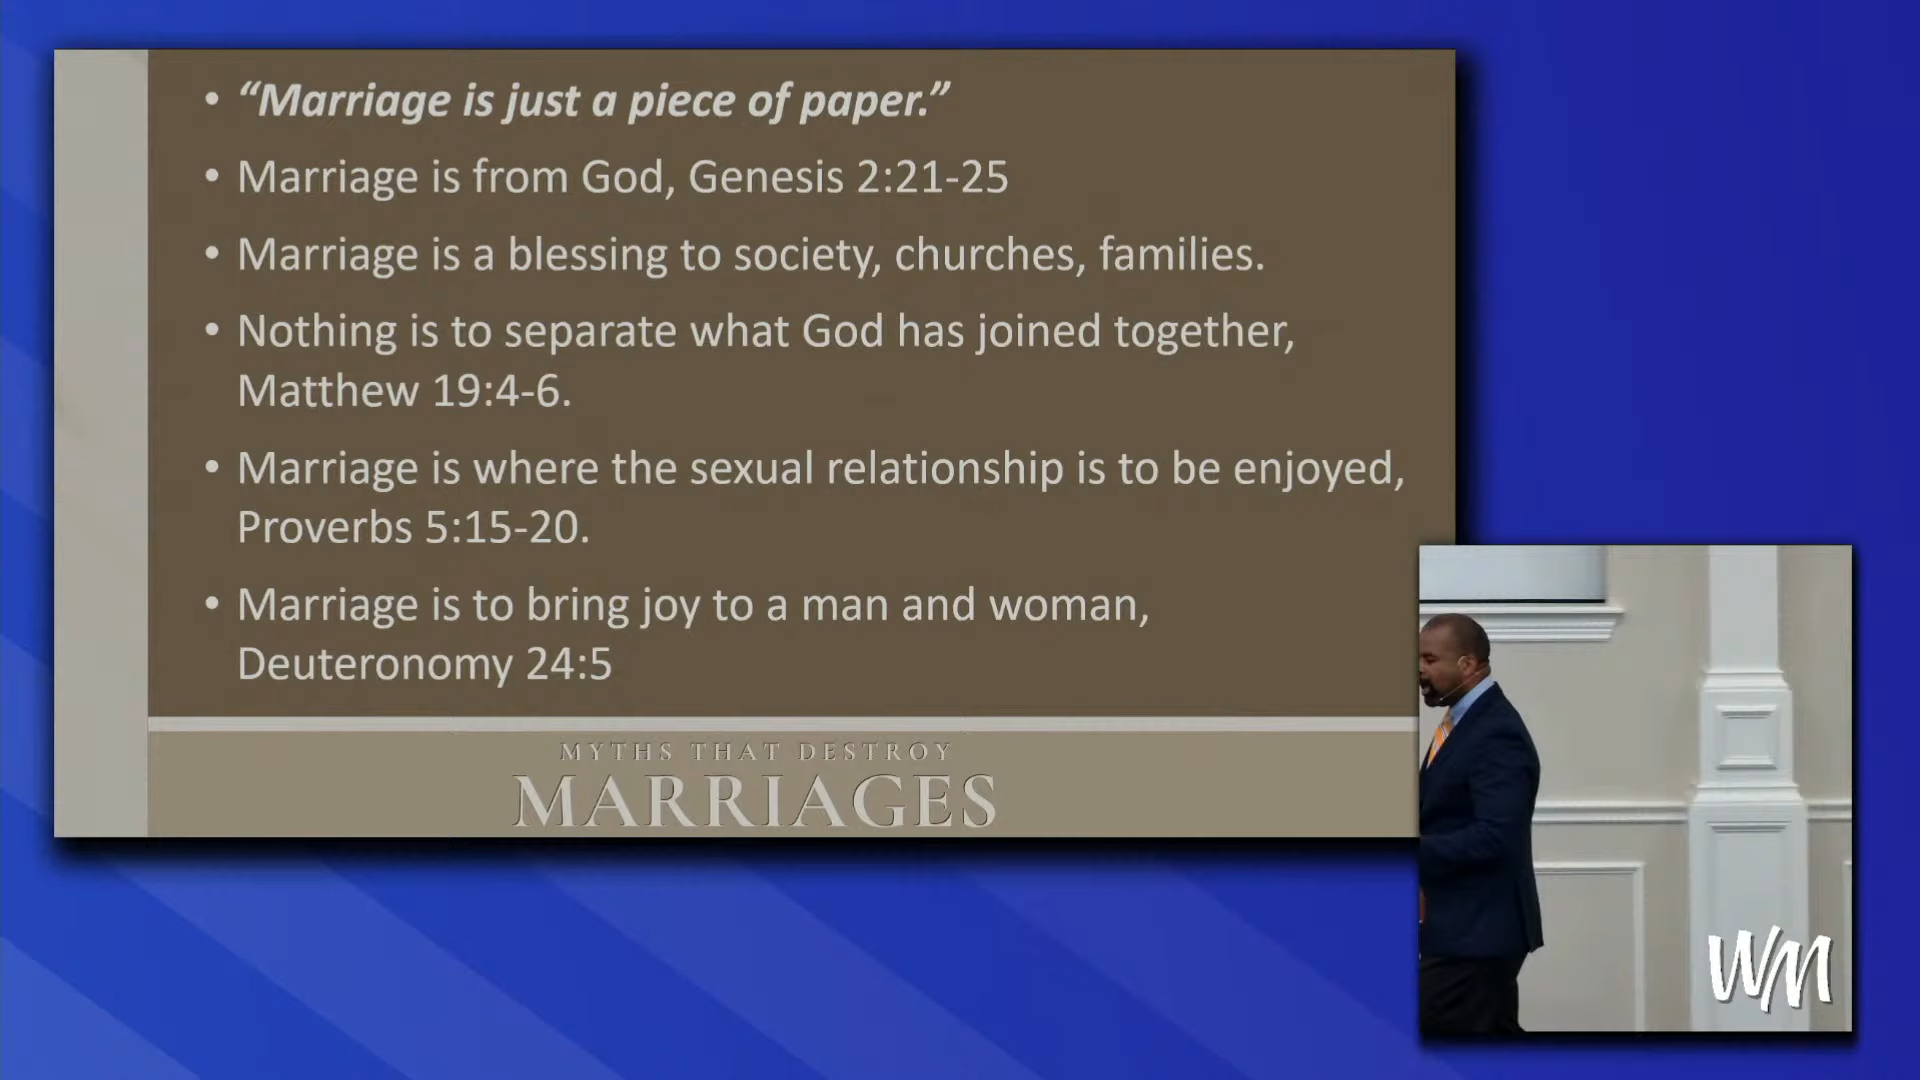 • “Marriage is just a piece of paper.”
• Marriage is from God, Genesis 2:21-25
• Marriage is a blessing to society, churches, families.
• Nothing is to separate what God has joined together,
Matthew 19:4-6.
• Marriage is where the sexual relationship is to be enjoyed,
Proverbs 5:15-20.
• Marriage is to bring joy to a man and woman,
Deuteronomy 24:5
MYTHS THAT DESTROY
MARRIAGES
WM